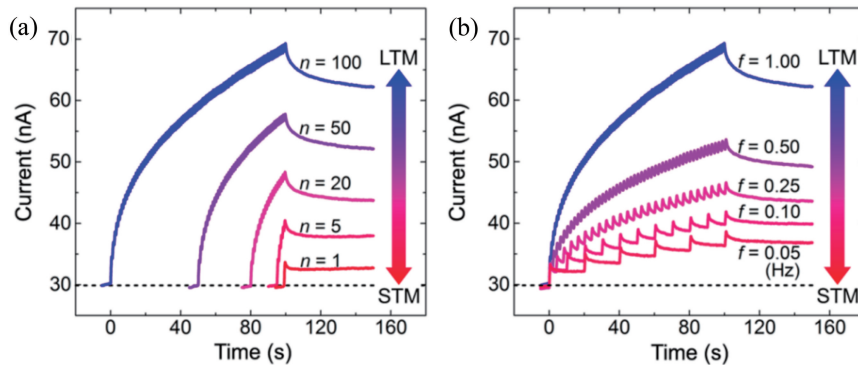 (a)
70
60
50
40
30
Current (nA)
n = 100
n = 50
n = 20
n = 5
n = 1
LTM
STM
0 40 80 120 160
Time (s)
(b)
70
60
50
40
30
Current (nA)
f = 1.00
f = 0.50
f = 0.25
f = 0.10
f = 0.05
(Hz)
LTM
STM
0 40 80 120 160
Time (s)